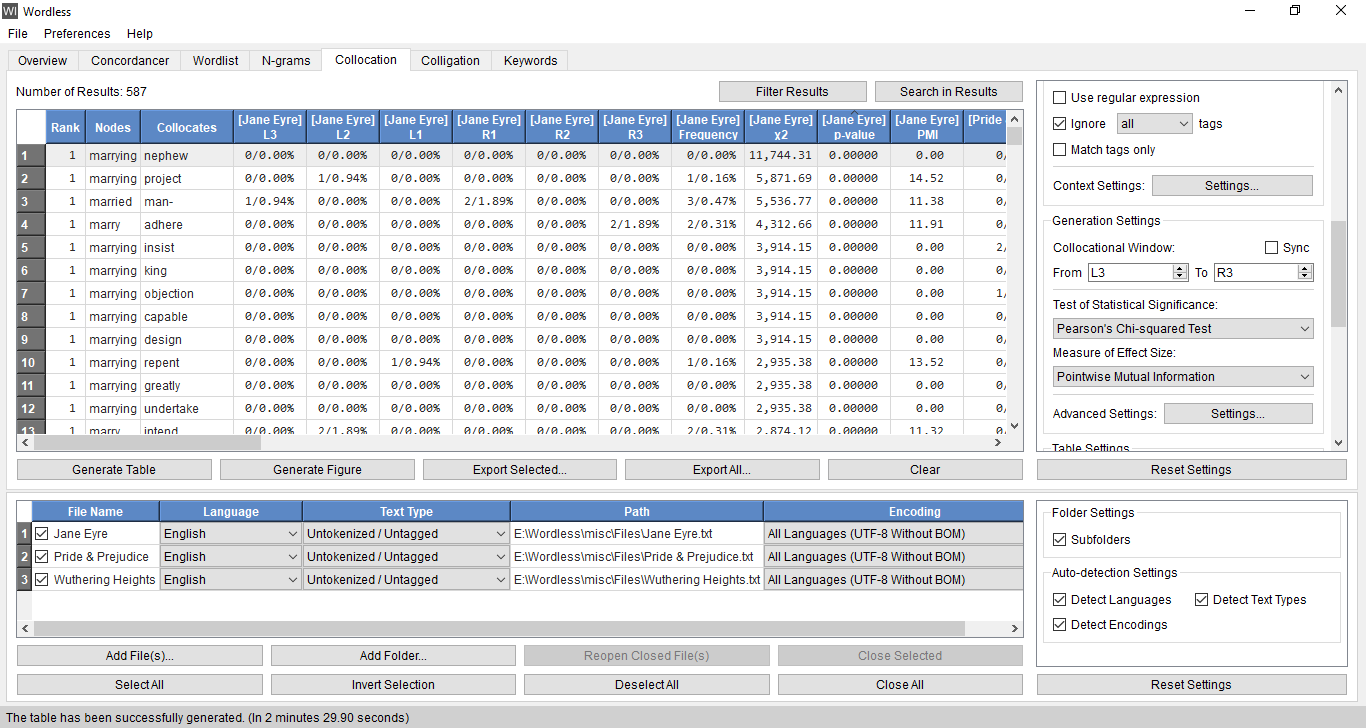 WI Wordless
File Preferences Help
Overview Concordancer Wordlist N-grams Collocation Colligation Keywords
Number of Results: 587 Filter Results Search in Results
Rank Nodes Collocates [Jane Eyre] L3 [Jane Eyre] L2 [Jane Eyre] L1 [Jane Eyre] R1 [Jane Eyre] R2 [Jane Eyre] R3 [Jane Eyre] Frequency [Jane Eyre] χ2 [Jane Eyre] p-value [Jane Eyre] PMI [Pride
1 1 marrying nephew 0/0.00% 0/0.00% 0/0.00% 0/0.00% 0/0.00% 0/0.00% 0/0.00% 11,744.31 0.00000 0.00 0/
2 1 marrying project 0/0.00% 1/0.94% 0/0.00% 0/0.00% 0/0.00% 0/0.00% 1/0.16% 5,871.69 0.00000 14.52 0/
3 1 married man- 1/0.94% 0/0.00% 0/0.00% 2/1.89% 0/0.00% 0/0.00% 3/0.47% 5,536.77 0.00000 11.38 0/
4 1 marry adhere 0/0.00% 0/0.00% 0/0.00% 0/0.00% 0/0.00% 2/1.89% 2/0.31% 4,312.66 0.00000 11.91 0/
5 1 marrying insist 0/0.00% 0/0.00% 0/0.00% 0/0.00% 0/0.00% 0/0.00% 0/0.00% 3,914.15 0.00000 0.00 2/
6 1 marrying king 0/0.00% 0/0.00% 0/0.00% 0/0.00% 0/0.00% 0/0.00% 0/0.00% 3,914.15 0.00000 0.00 0/
7 1 marrying objection 0/0.00% 0/0.00% 0/0.00% 0/0.00% 0/0.00% 0/0.00% 0/0.00% 3,914.15 0.00000 0.00 1/
8 1 marrying capable 0/0.00% 0/0.00% 0/0.00% 0/0.00% 0/0.00% 0/0.00% 0/0.00% 3,914.15 0.00000 0.00 0/
9 1 marrying design 0/0.00% 0/0.00% 0/0.00% 0/0.00% 0/0.00% 0/0.00% 0/0.00% 3,914.15 0.00000 0.00 0/
10 1 marrying repent 0/0.00% 0/0.00% 1/0.94% 0/0.00% 0/0.00% 0/0.00% 1/0.16% 2,935.38 0.00000 13.52 0/
11 1 marrying greatly 0/0.00% 0/0.00% 0/0.00% 0/0.00% 0/0.00% 0/0.00% 0/0.00% 2,935.38 0.00000 0.00 0/
12 1 marrying undertake 0/0.00% 0/0.00% 0/0.00% 0/0.00% 0/0.00% 0/0.00% 0/0.00% 2,935.38 0.00000 0.00 0/
13 1 marry intend 0/0.00% 2/1.89% 0/0.00% 0/0.00% 0/0.00% 0/0.00% 2/0.31% 2,874.12 0.00000 11.32 0/
Generate Table Generate Figure Export Selected... Export All... Clear
Use regular expression
Ignore all tags
Match tags only
Context Settings: Settings...
Generation Settings
Collocational Window: Sync
From L3 To R3
Test of Statistical Significance:
Pearson's Chi-squared Test
Measure of Effect Size:
Pointwise Mutual Information
Advanced Settings: Settings...
Table Settings
Reset Settings
File Name Language Text Type Path Encoding
1 Jane Eyre English Untokenized / Untagged E:\Wordless\misc\Files\Jane Eyre.txt All Languages (UTF-8 Without BOM)
2 Pride & Prejudice English Untokenized / Untagged E:\Wordless\misc\Files\Pride & Prejudice.txt All Languages (UTF-8 Without BOM)
3 Wuthering Heights English Untokenized / Untagged E:\Wordless\misc\Files\Wuthering Heights.txt All Languages (UTF-8 Without BOM)
Add File(s)... Add Folder... Reopen Closed File(s) Close Selected
Select All Invert Selection Deselect All Close All
Folder Settings
Subfolders
Auto-detection Settings
Detect Languages Detect Text Types
Detect Encodings
Reset Settings
The table has been successfully generated. (In 2 minutes 29.90 seconds)